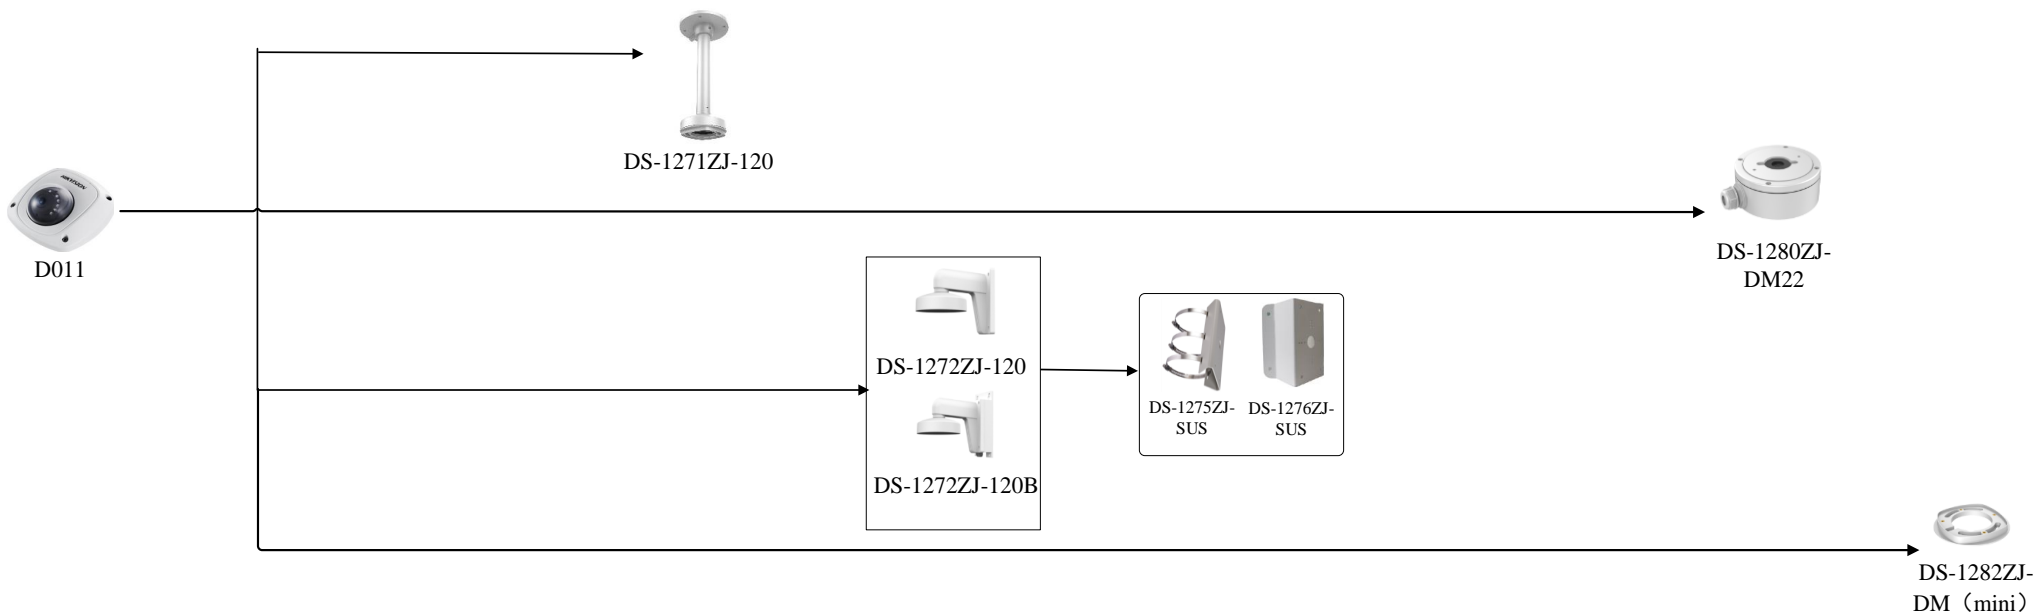 DS-1271ZJ-120
HIKVISION
D011
DS-1280ZJ-
DM22
DS-1272ZJ-120
DS-1272ZJ-120B
DS-1275ZJ-
SUS
DS-1276ZJ-
SUS
DS-1282ZJ-
DM（mini）